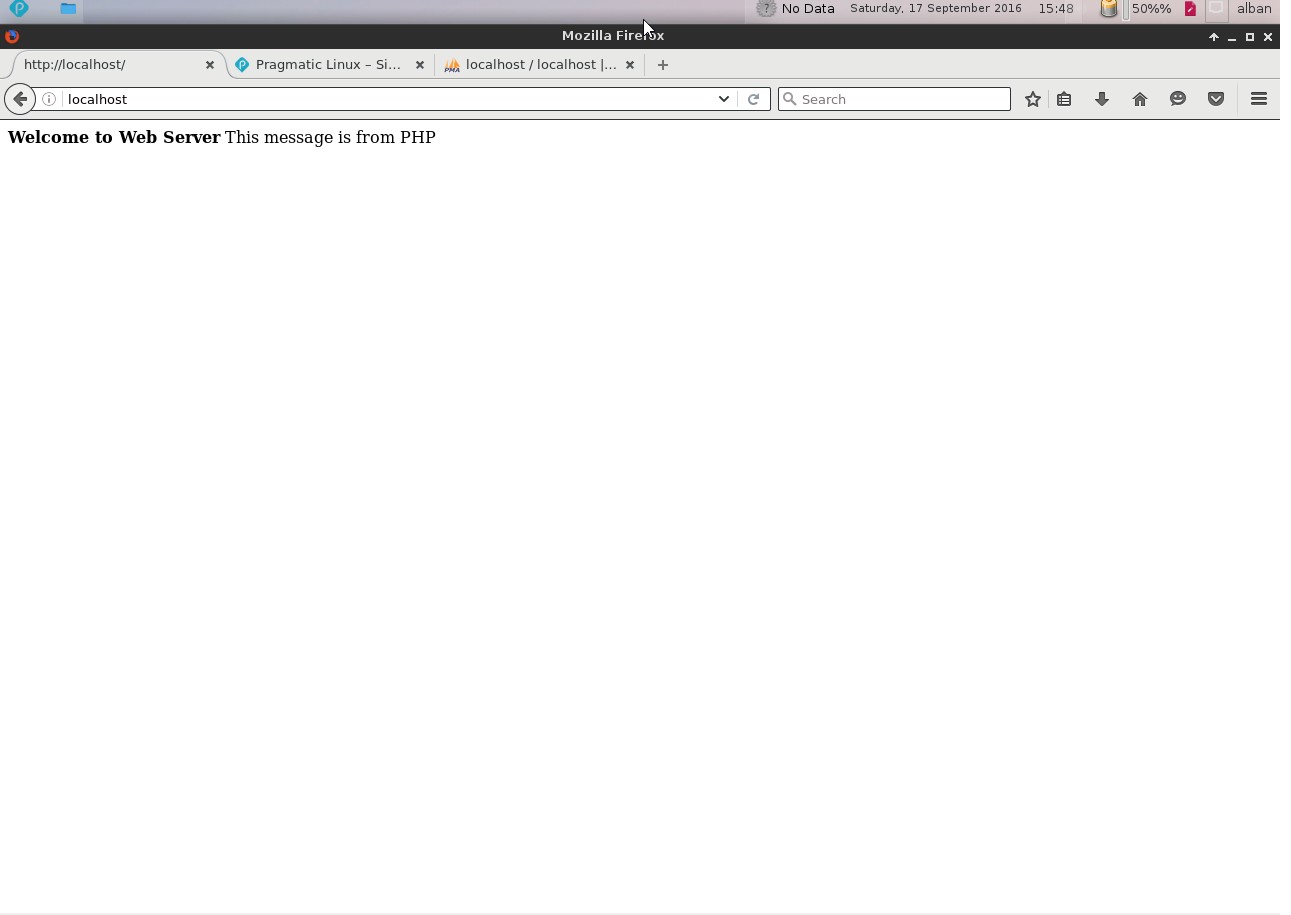 No Data Saturday, 17 September 2016 15:48 50%% alban
Mozilla Firefox
http://localhost/ Pragmatic Linux – Si... localhost / localhost |...
localhost Search
Welcome to Web Server This message is from PHP